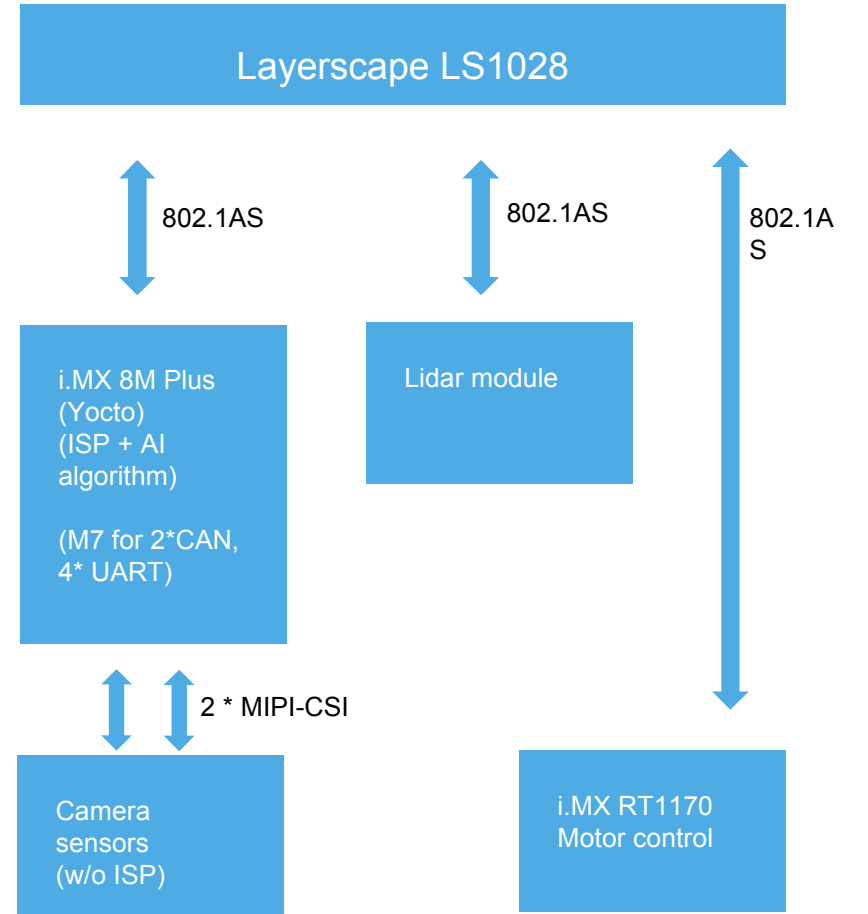 Layerscape LS1028
802.1AS
802.1AS
802.1A
S
i.MX 8M Plus
(Yocto)
(ISP + AI
algorithm)
(M7 for 2*CAN,
4* UART)
Lidar module
2 * MIPI-CSI
Camera
sensors
(w/o ISP)
i.MX RT1170
Motor control